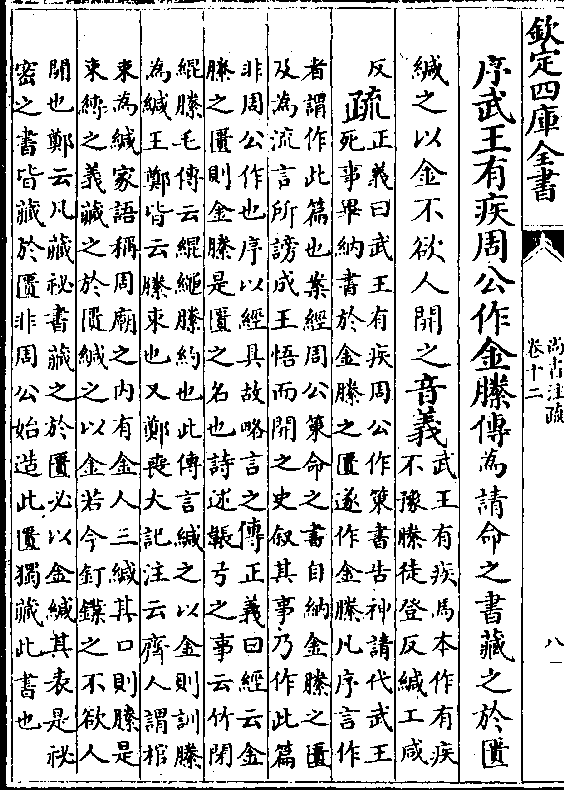 欽定四庫全書
尚書注疏
卷十二
八
序武王有疾周公作金縢傳為請命之書藏之於匱
緘之以金不欲人開之音義
武王有疾馬本作有疾
不豫縢徒登反緘工咸
反
疏
正義曰武王有疾周公作策書告神請代武王
死事畢納書於金縢之匱遂作金縢凡序言作
者謂作此篇也案經周公策命之書自納金縢之匱
及為流言所謗成王悟而開之史叙其事乃作此篇
非周公作也序以經具故略言之傳正義曰經云金
縢之匱則金縢是匱之名也詩述韔弓之事云竹閉
緄縢毛傳云緄繩縢約也此傳言緘之以金則訓縢
為緘王鄭皆云縢束也又鄭喪大記注云齊人謂棺
束為緘家語稱周廟之内有金人三緘其口則縢是
束縛之義藏之於匱緘之以金若今釘鍱之不欲人
開也鄭云凡藏祕書藏之於匱必以金緘其表是祕
密之書皆藏於匱非周公始造此匱獨藏此書也